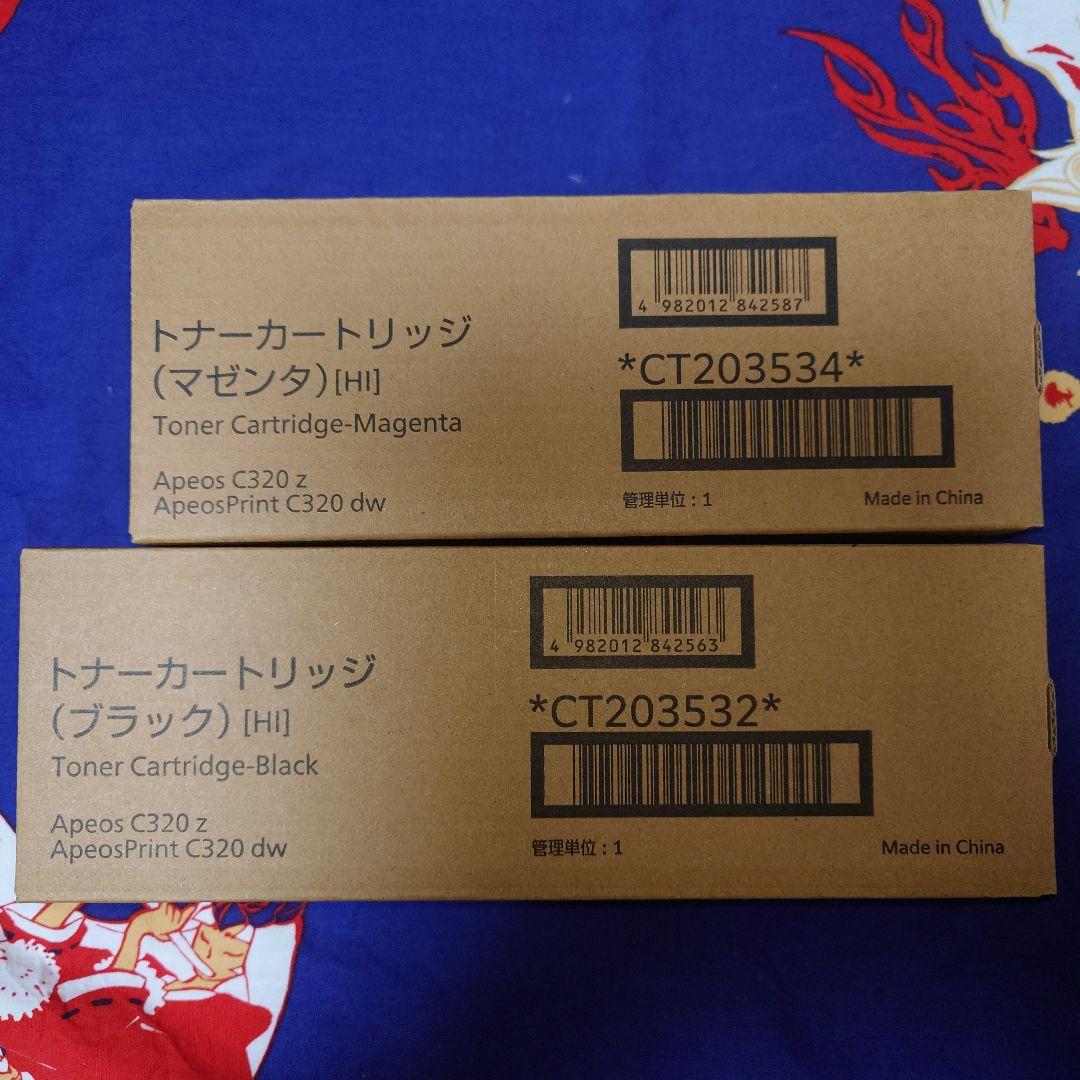 トナーカートリッジ
(マゼンタ)[HI]
Toner Cartridge-Magenta
Apeos C320 z
ApeosPrint C320 dw
4 982012 842587
*CT203534*
管理単位：1
Made in China
トナーカートリッジ
(ブラック)[HI]
Toner Cartridge-Black
Apeos C320 z
ApeosPrint C320 dw
4 982012 842563
*CT203532*
管理単位：1
Made in China